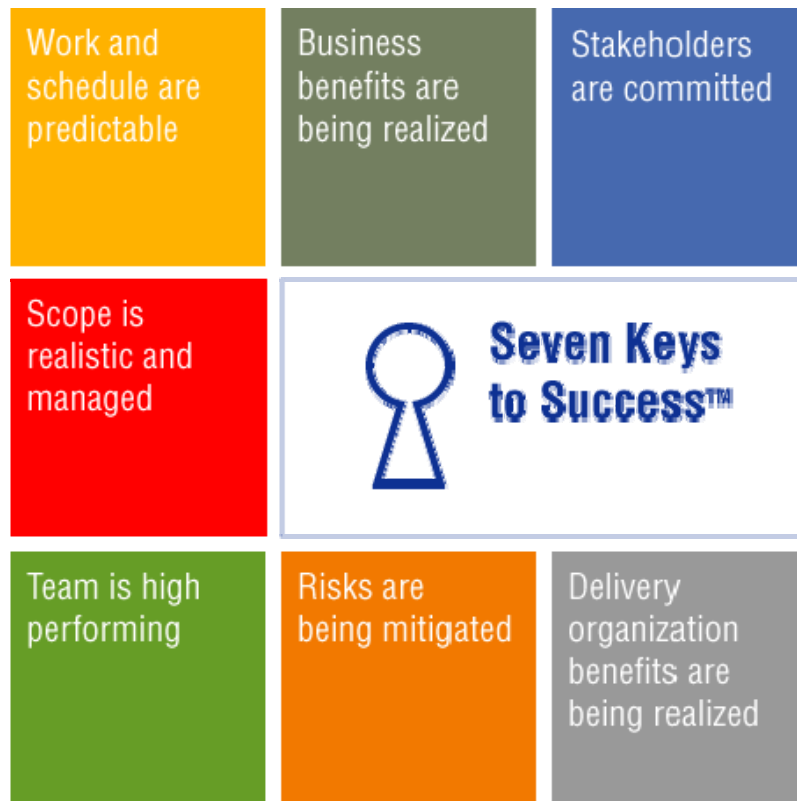 Work and
schedule are
predictable
Business
benefits are
being realized
Stakeholders
are committed
Scope is
realistic and
managed
Seven Keys
to Success™
Team is high
performing
Risks are
being mitigated
Delivery
organization
benefits are
being realized